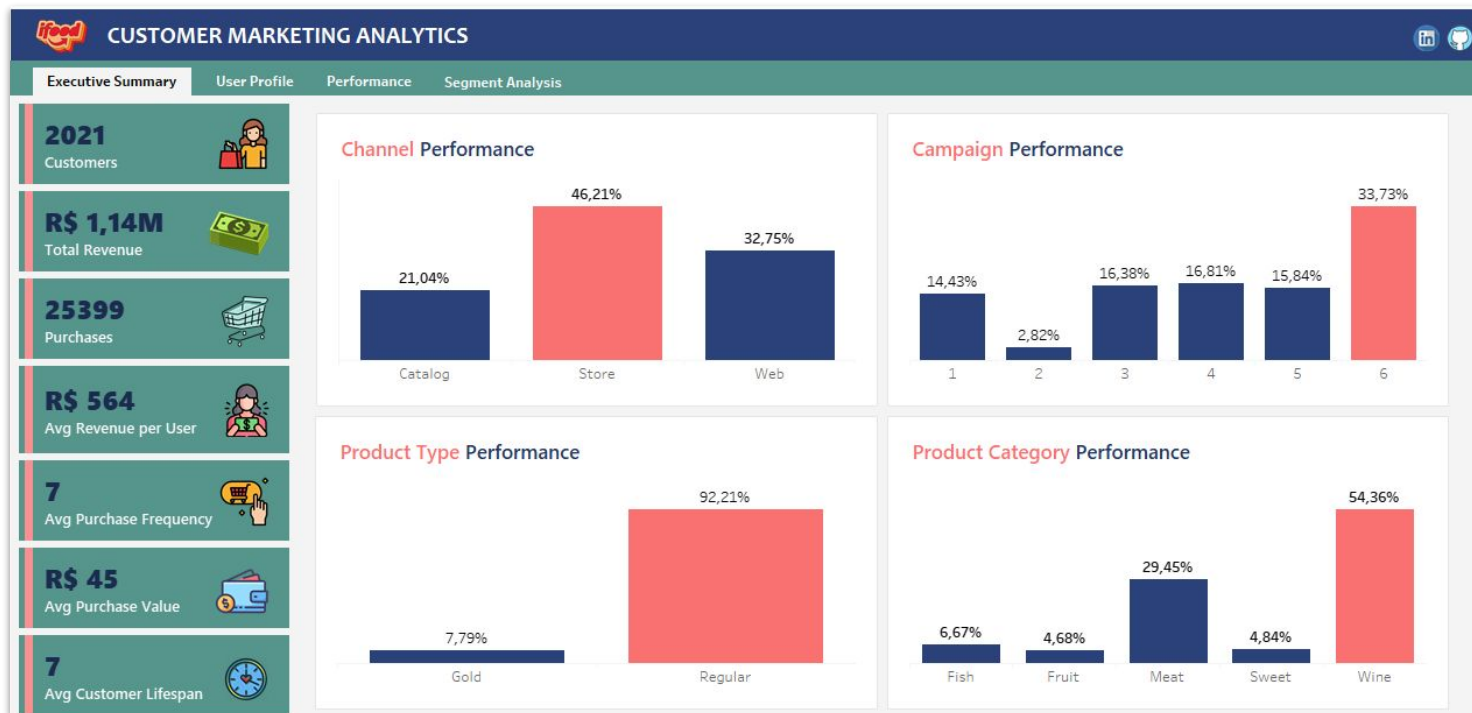 ifood
CUSTOMER MARKETING ANALYTICS
in
Executive Summary
User Profile
Performance
Segment Analysis
2021
Customers
R$ 1,14M
Total Revenue
25399
Purchases
R$ 564
Avg Revenue per User
7
Avg Purchase Frequency
R$ 45
Avg Purchase Value
7
Avg Customer Lifespan
Channel Performance
46,21%
32,75%
21,04%
Catalog
Store
Web
Campaign Performance
33,73%
14,43%
16,38%
16,81%
15,84%
2,82%
1
2
3
4
5
6
Product Type Performance
92,21%
7,79%
Gold
Regular
Product Category Performance
54,36%
29,45%
6,67%
4,68%
4,84%
Fish
Fruit
Meat
Sweet
Wine